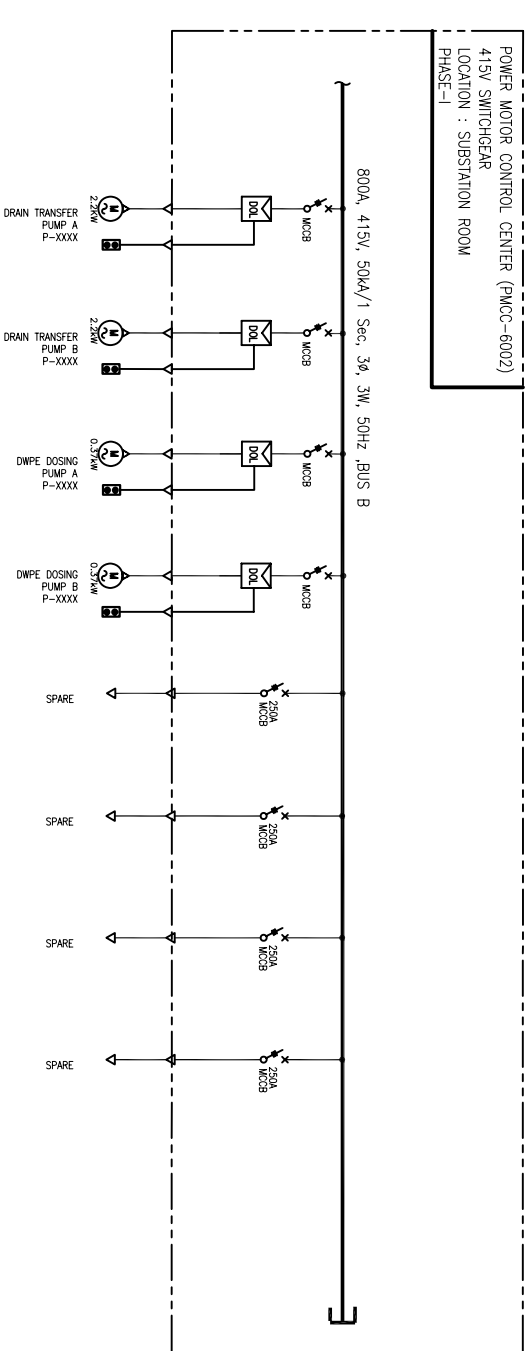 POWER MOTOR CONTROL CENTER (PMCC-6002)
415V SWITCHGEAR
LOCATION : SUBSTATION ROOM
PHASE-I
800A, 415V, 50kA/1 Sec, 3Ø, 3W, 50Hz ,BUS B
MCCB
DOL
M
2.2kW
DRAIN TRANSFER
PUMP A
P-XXXX
MCCB
DOL
M
2.2kW
DRAIN TRANSFER
PUMP B
P-XXXX
MCCB
DOL
M
0.37kW
DWPE DOSING
PUMP A
P-XXXX
MCCB
DOL
M
0.37kW
DWPE DOSING
PUMP B
P-XXXX
250A
MCCB
SPARE
250A
MCCB
SPARE
250A
MCCB
SPARE
250A
MCCB
SPARE